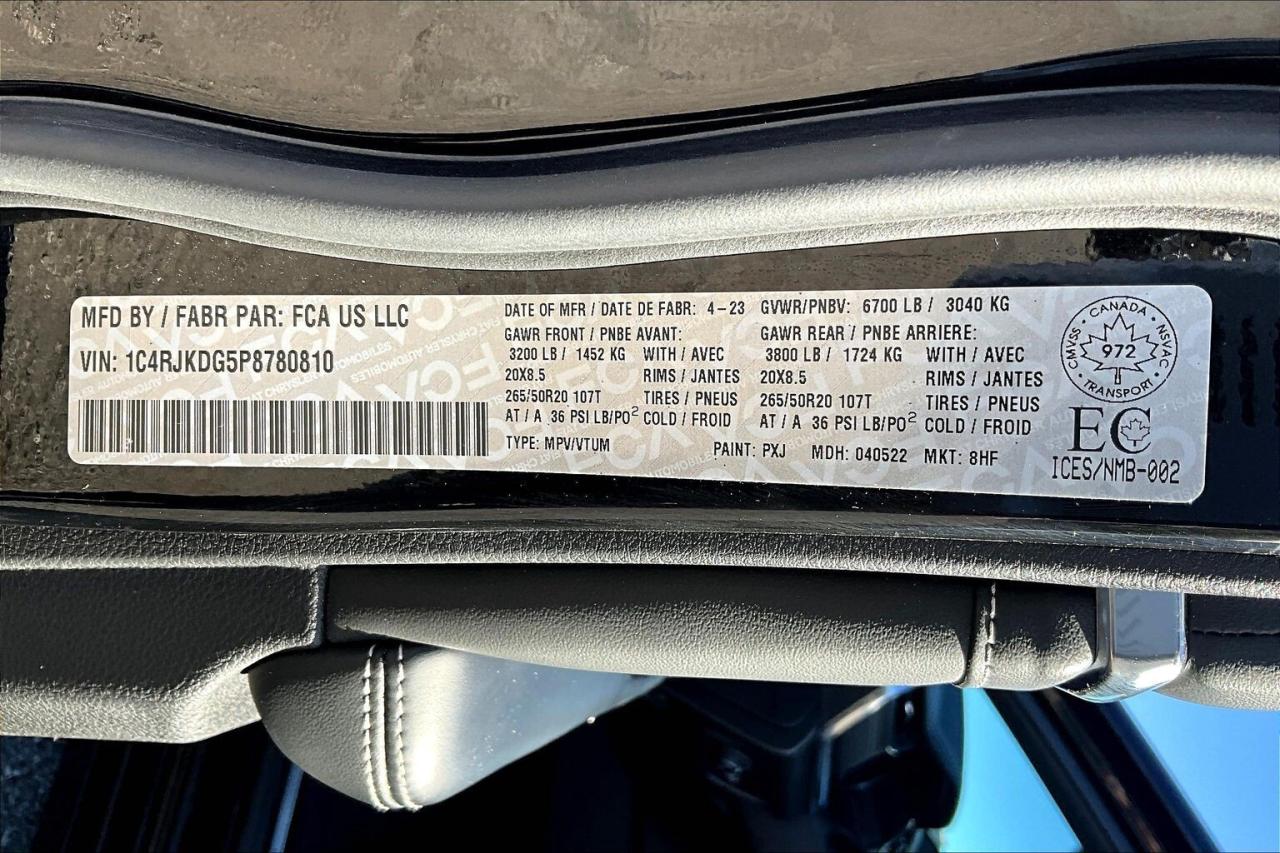 MFD BY / FABR PAR: FCA US LLC
VIN: 1C4RJKDG5P8780810
DATE OF MFR / DATE DE FABR: 4-23
GVWR/PNBV: 6700 LB / 3040 KG
GAWR FRONT / PNBE AVANT:
3200 LB / 1452 KG WITH / AVEC
20X8.5 RIMS / JANTES
265/50R20 107T TIRES / PNEUS
AT / A 36 PSI LB/PO² COLD / FROID
GAWR REAR / PNBE ARRIERE:
3800 LB / 1724 KG WITH / AVEC
20X8.5 RIMS / JANTES
265/50R20 107T TIRES / PNEUS
AT / A 36 PSI LB/PO² COLD / FROID
TYPE: MPV/VTUM PAINT: PXJ MDH: 040522 MKT: 8HF
CANADA
CMVSS 972 NSVAC
TRANSPORT
EC
ICES/NMB-002